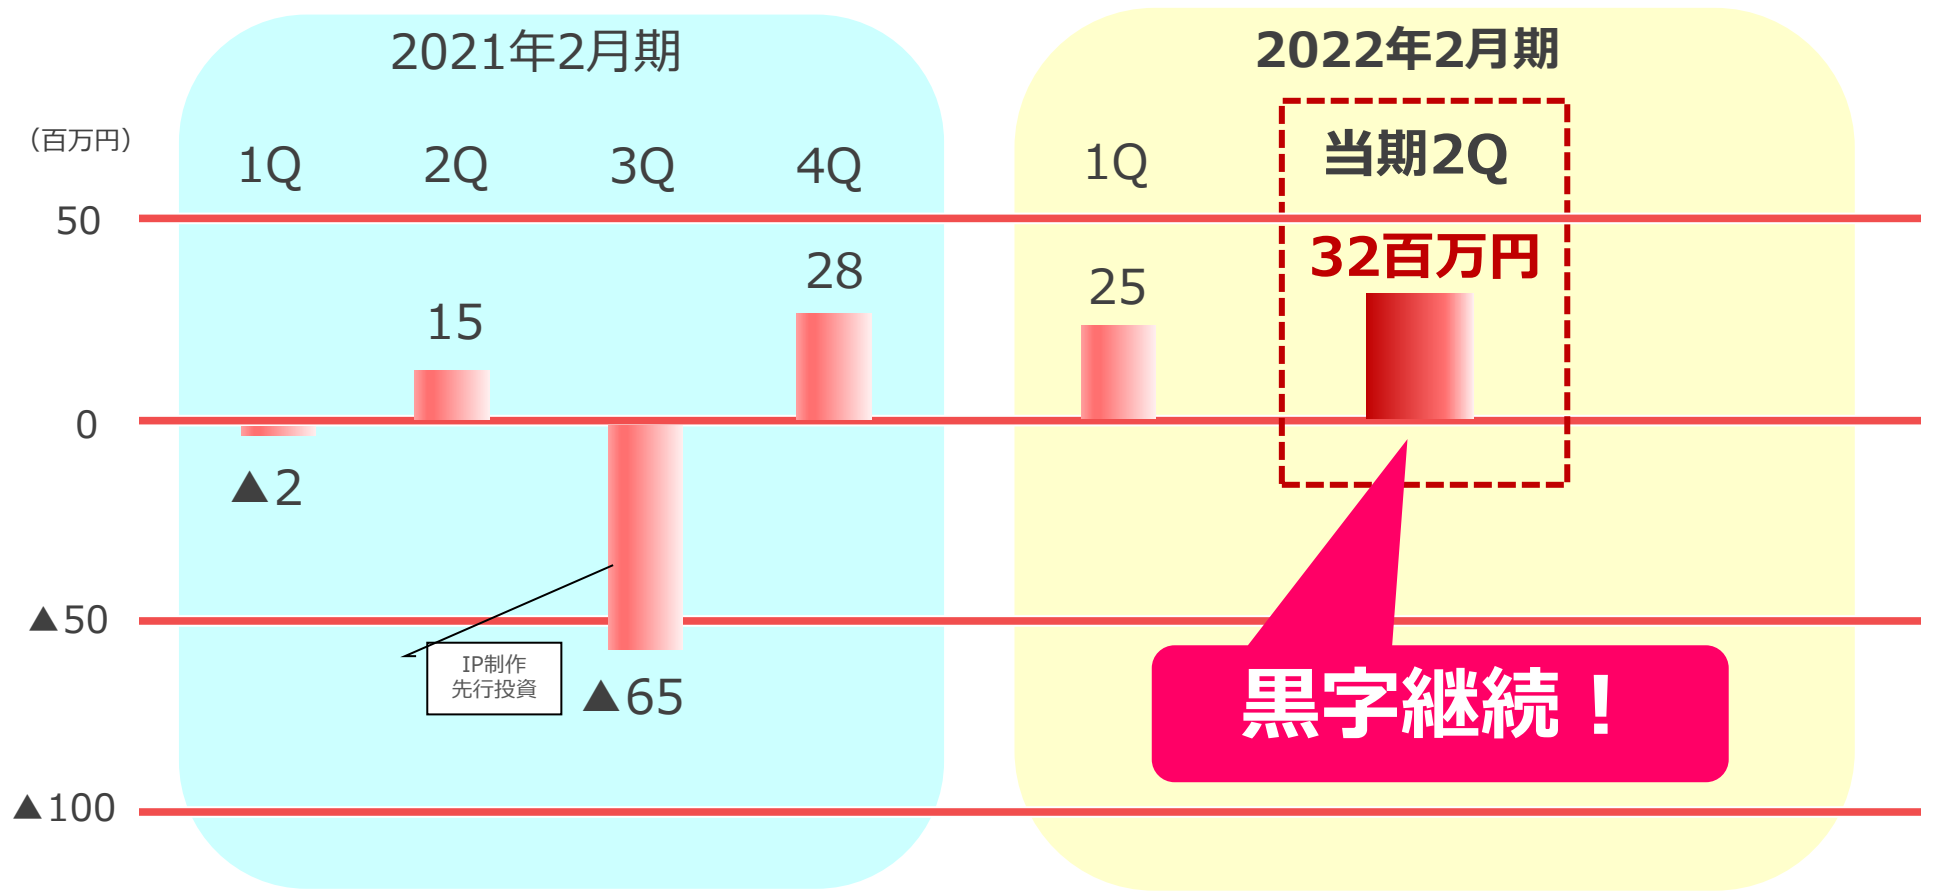 2021年2月期
2022年2月期
（百万円）
1Q
2Q
3Q
4Q
1Q
当期2Q
50
32百万円
28
25
15
0
▲2
▲50
IP制作
先行投資
▲65
黒字継続！
▲100